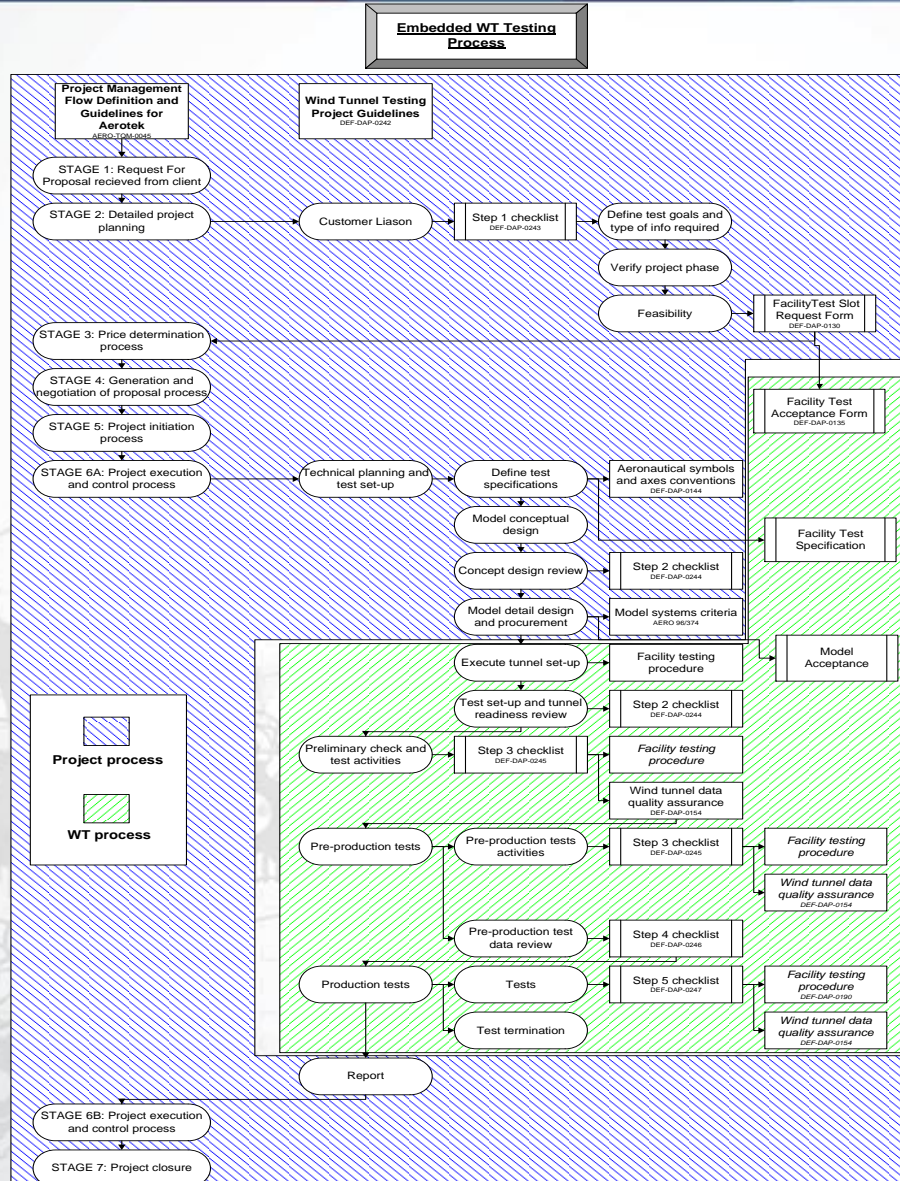 Embedded WT Testing
Process
Project Management
Flow Definition and
Guidelines for
Aerotek
AERO-TQM-0045
Wind Tunnel Testing
Project Guidelines
DEF-DAP-0242
STAGE 1: Request For
Proposal recieved from client
STAGE 2: Detailed project
planning
Customer Liason
Step 1 checklist
DEF-DAP-0243
Define test goals and
type of info required
Verify project phase
Feasibility
FacilityTest Slot
Request Form
DEF-DAP-0130
STAGE 3: Price determination
process
STAGE 4: Generation and
negotiation of proposal process
Facility Test
Acceptance Form
DEF-DAP-0135
STAGE 5: Project initiation
process
STAGE 6A: Project execution
and control process
Technical planning and
test set-up
Define test
specifications
Aeronautical symbols
and axes conventions
DEF-DAP-0144
Model conceptual
design
Facility Test
Specification
Concept design review
Step 2 checklist
DEF-DAP-0244
Model detail design
and procurement
Model systems criteria
AERO 96/374
Model
Acceptance
Execute tunnel set-up
Facility testing
procedure
Test set-up and tunnel
readiness review
Step 2 checklist
DEF-DAP-0244
Preliminary check and
test activities
Step 3 checklist
DEF-DAP-0245
Facility testing
procedure
Wind tunnel data
quality assurance
DEF-DAP-0154
Project process
WT process
Pre-production tests
Pre-production tests
activities
Step 3 checklist
DEF-DAP-0245
Facility testing
procedure
Wind tunnel data
quality assurance
DEF-DAP-0154
Pre-production test
data review
Step 4 checklist
DEF-DAP-0246
Production tests
Tests
Step 5 checklist
DEF-DAP-0247
Facility testing
procedure
DEF-DAP-0190
Test termination
Wind tunnel data
quality assurance
DEF-DAP-0154
Report
STAGE 6B: Project execution
and control process
STAGE 7: Project closure